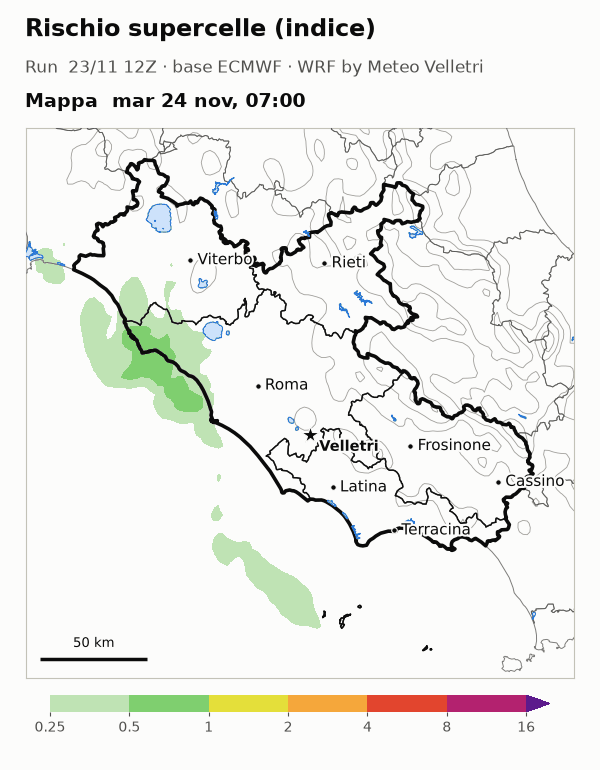 Rischio supercelle (indice)
Run 23/11 12Z · base ECMWF · WRF by Meteo Velletri
Mappa mar 24 nov, 07:00
Viterbo
Rieti
Roma
Velletri
Frosinone
Cassino
Latina
Terracina
50 km
0.25 0.5 1 2 4 8 16